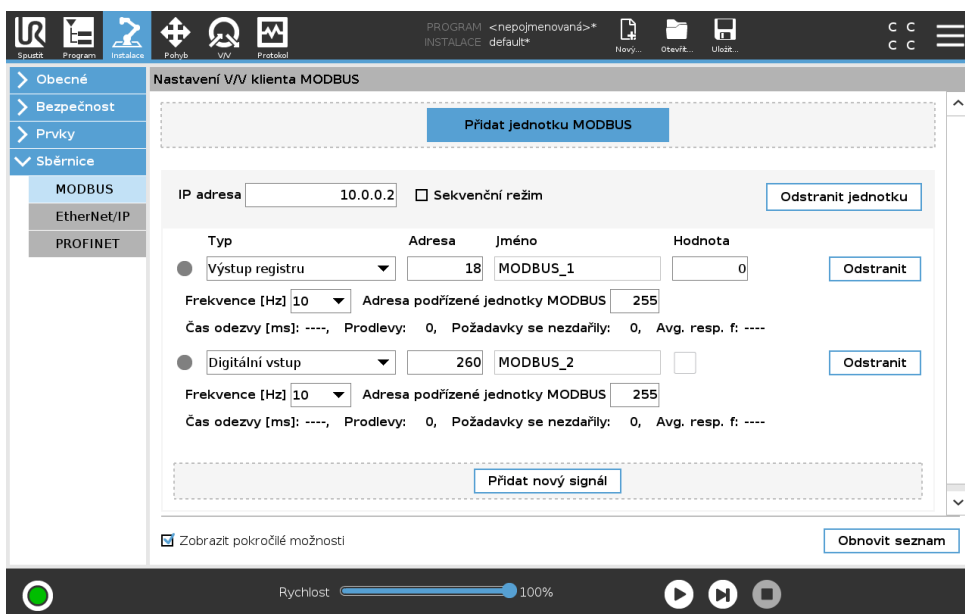 UR
PROGRAM <nepojmenovaná>*
INSTALACE default*
Spustit Program Instalace Pohyb V/V Protokol Nový... Otevřít... Uložit...
C C
C C
Obecné
Bezpečnost
Prvky
Sběrnice
MODBUS
EtherNet/IP
PROFINET
Nastavení V/V klienta MODBUS
Přidat jednotku MODBUS
IP adresa 10.0.0.2 Sekvenční režim Odstranit jednotku
Typ Adresa Jméno Hodnota
Výstup registru 18 MODBUS_1 0 Odstranit
Frekvence [Hz] 10 Adresa podřízené jednotky MODBUS 255
Čas odezvy [ms]: ----, Prodlevy: 0, Požadavky se nezdařily: 0, Avg. resp. f: ----
Digitální vstup 260 MODBUS_2 Odstranit
Frekvence [Hz] 10 Adresa podřízené jednotky MODBUS 255
Čas odezvy [ms]: ----, Prodlevy: 0, Požadavky se nezdařily: 0, Avg. resp. f: ----
Přidat nový signál
Zobrazit pokročilé možnosti Obnovit seznam
Rychlost 100%